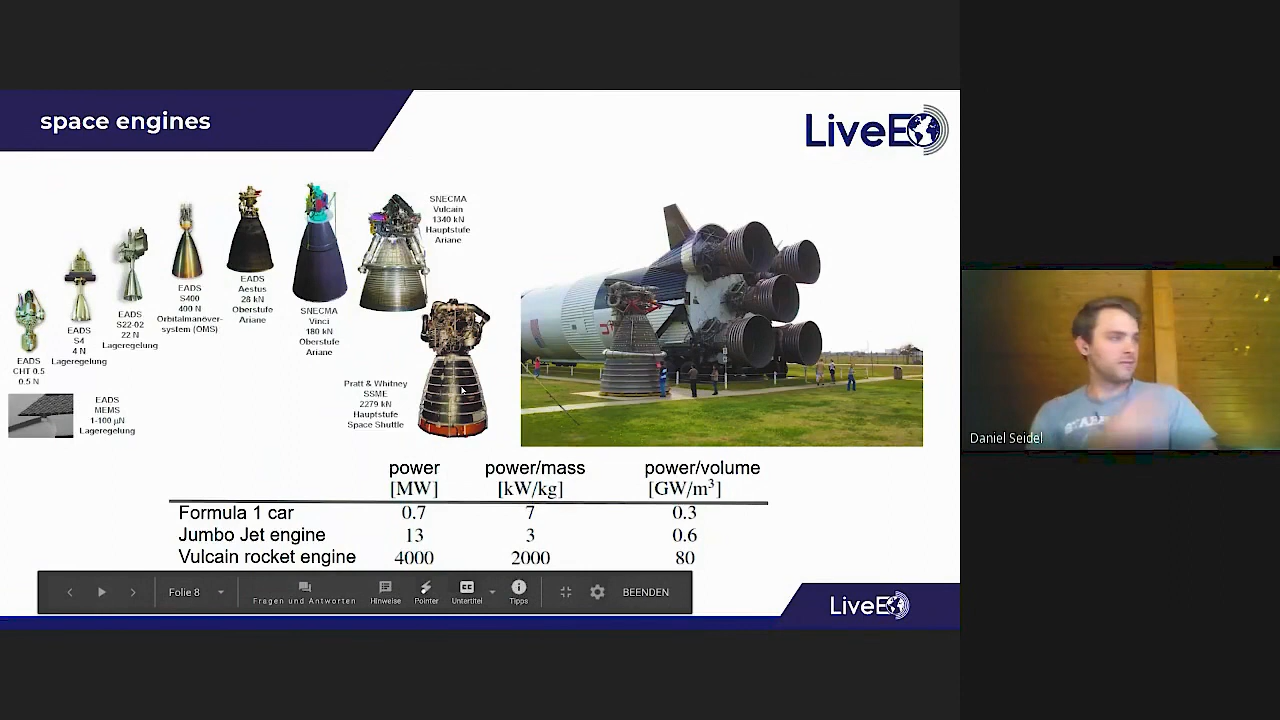 space engines
LiveEO
EADS
CHT 0.5
0.5 N
EADS
S4
4 N
Lageregelung
EADS
S22-02
22 N
Lageregelung
EADS
S400
400 N
Orbitalmanöver-
system (OMS)
EADS
Aestus
28 kN
Oberstufe
Ariane
SNECMA
Vinci
180 kN
Oberstufe
Ariane
SNECMA
Vulcain
1340 kN
Hauptstufe
Ariane
Pratt & Whitney
SSME
2279 kN
Hauptstufe
Space Shuttle
EADS
MEMS
1-100 µN
Lageregelung
power power/mass power/volume
[MW] [kW/kg] [GW/m³]
Formula 1 car 0.7 7 0.3
Jumbo Jet engine 13 3 0.6
Vulcain rocket engine 4000 2000 80
Folie 8
Fragen und Antworten
Hinweise
Pointer
Untertitel
Tipps
BEENDEN
LiveEO
Daniel Seidel